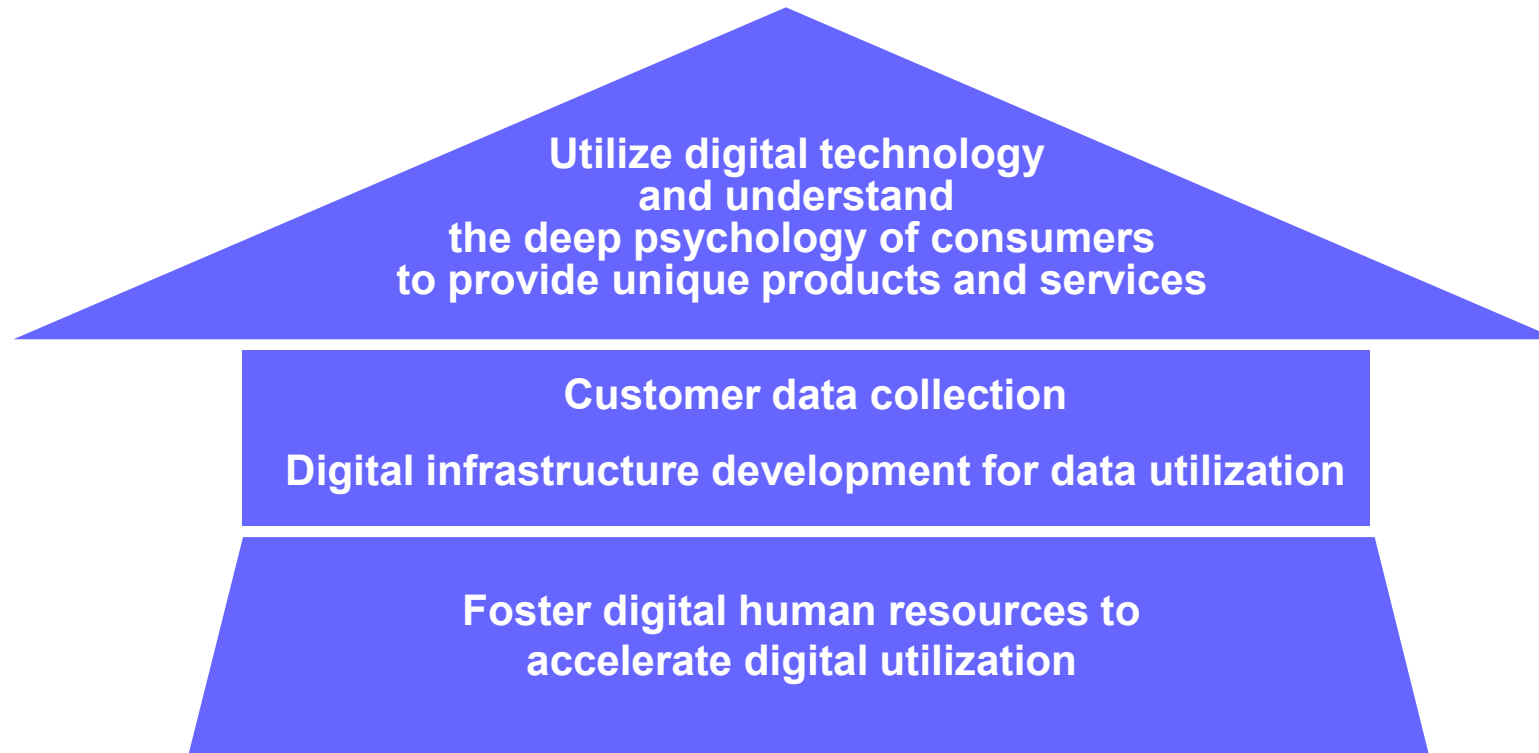 Utilize digital technology
and understand
the deep psychology of consumers
to provide unique products and services
Customer data collection
Digital infrastructure development for data utilization
Foster digital human resources to
accelerate digital utilization